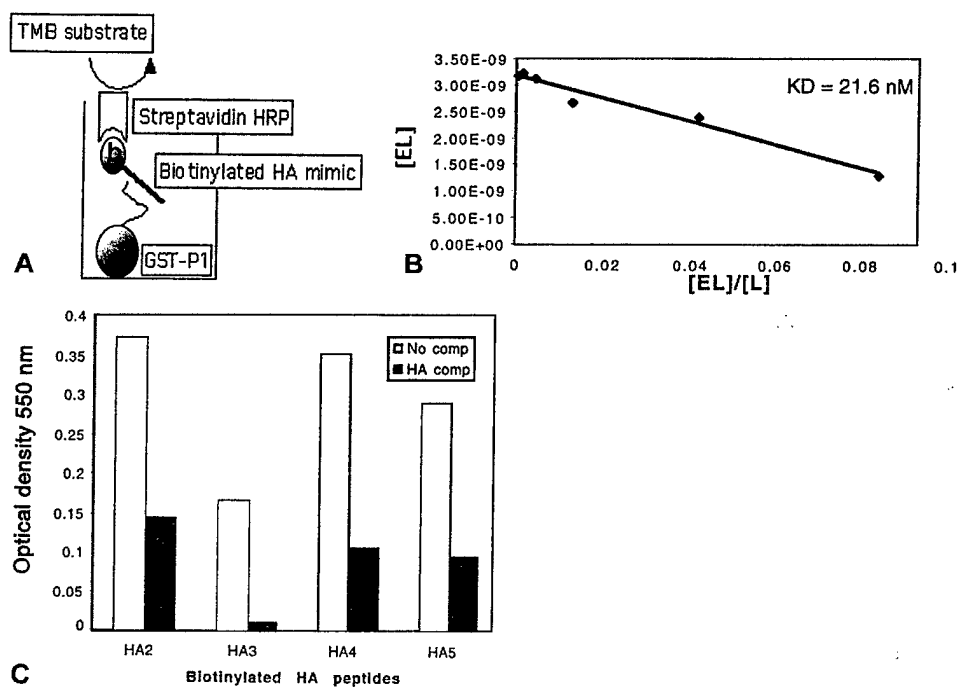 TMB substrate
Streptavidin HRP
b
Biotinylated HA mimic
GST-P1
A
[EL]
3.50E-09
3.00E-09
2.50E-09
2.00E-09
1.50E-09
1.00E-09
5.00E-10
0.00E+00
KD = 21.6 nM
0 0.02 0.04 0.06 0.08 0.1
[EL]/[L]
B
Optical density 550 nm
0.4
0.35
0.3
0.25
0.2
0.15
0.1
0.05
0
No comp
HA comp
HA2 HA3 HA4 HA5
Biotinylated HA peptides
C